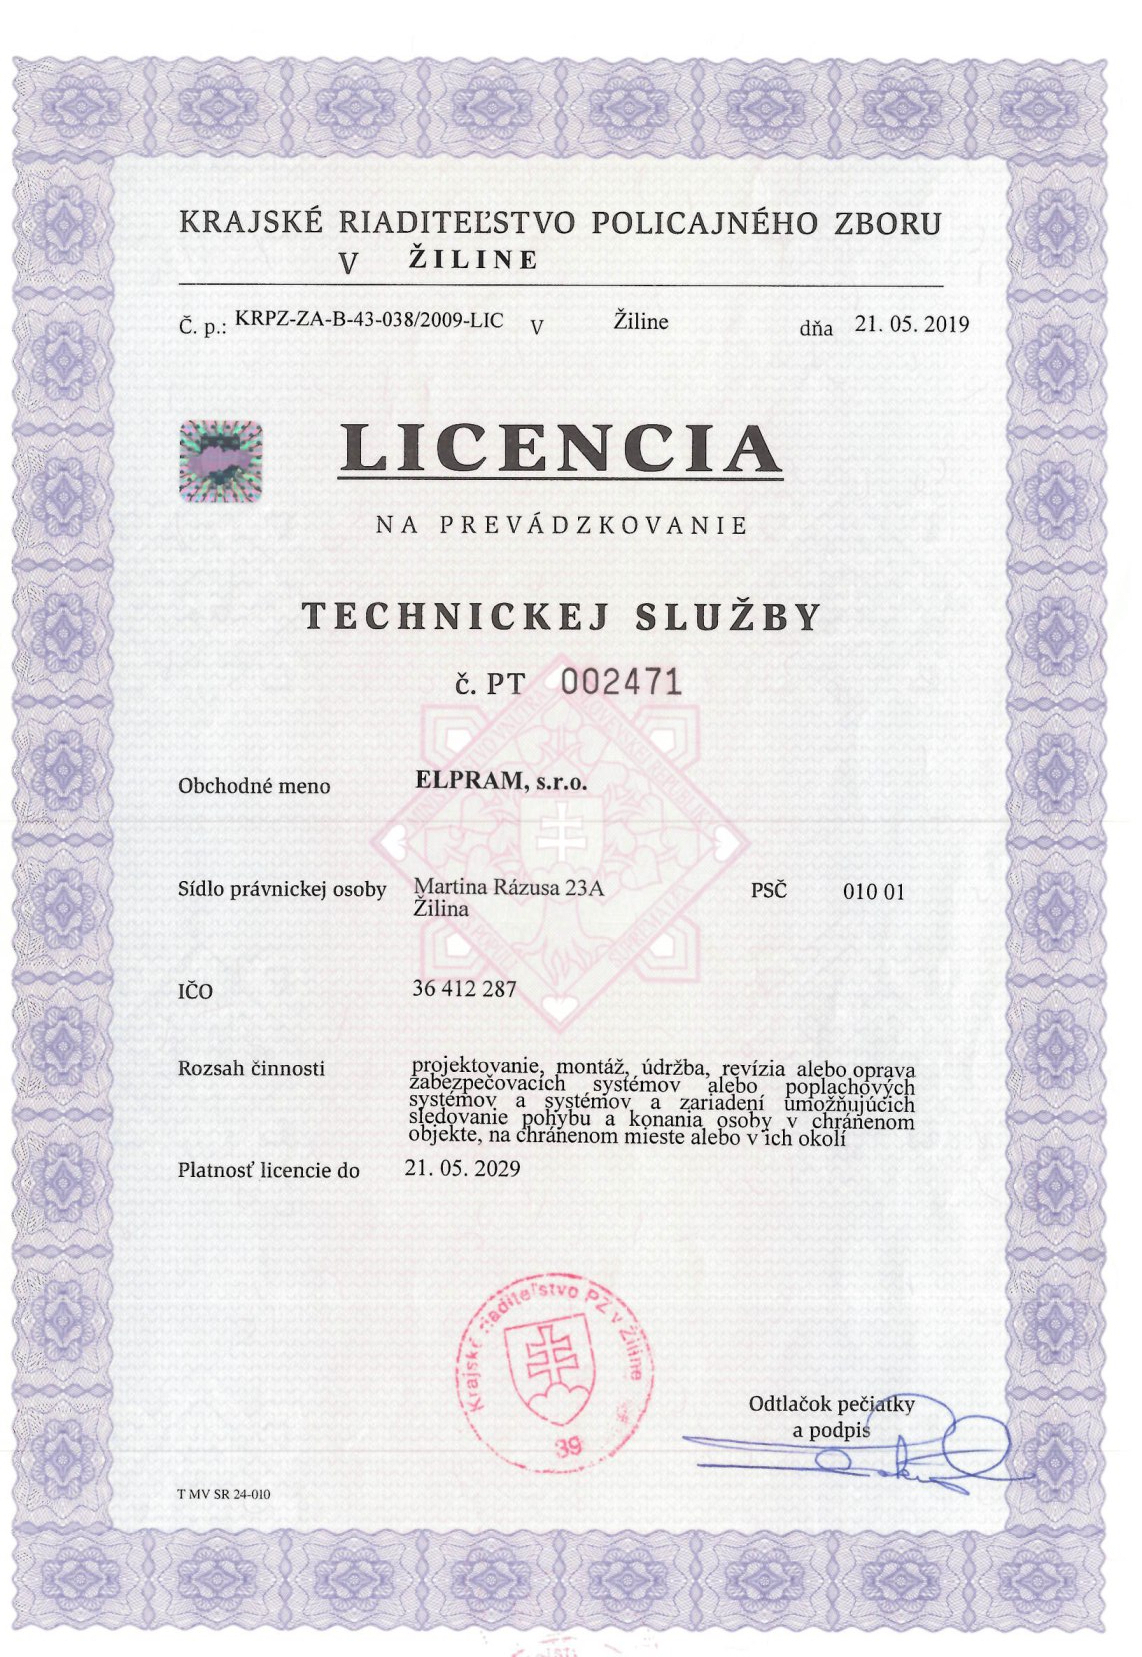 KRAJSKÉ RIADITEĽSTVO POLICAJNÉHO ZBORU
V ŽILINE
Č. p.: KRPZ-ZA-B-43-038/2009-LIC V Žiline dňa 21. 05. 2019
LICENCIA
NA PREVÁDZKOVANIE
TECHNICKEJ SLUŽBY
č. PT 002471
Obchodné meno ELPRAM, s.r.o.
Sídlo právnickej osoby Martina Rázusa 23A PSČ 010 01
Žilina
IČO 36 412 287
Rozsah činnosti projektovanie, montáž, údržba, revízia alebo oprava
zabezpečovacích systémov alebo poplachových
systémov a systémov a zariadení umožňujúcich
sledovanie pohybu a konania osoby v chránenom
objekte, na chránenom mieste alebo v ich okolí
Platnosť licencie do 21. 05. 2029
Krajské riaditeľstvo PZ v Žiline
39
Odtlačok pečiatky
a podpis
T MV SR 24-010